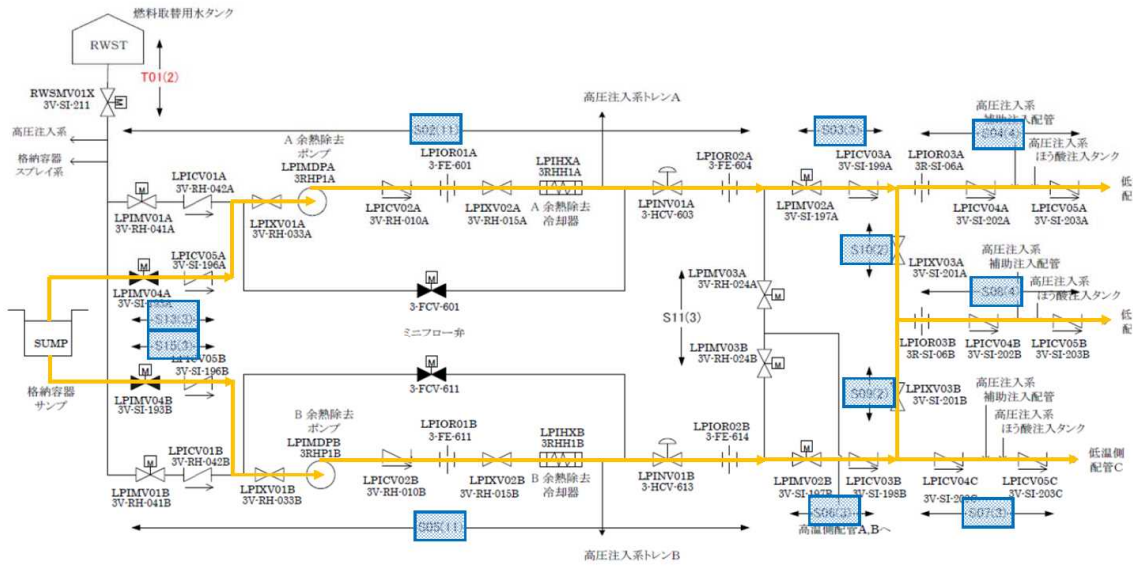 燃料取替用水タンク
RWST
T01(2)
RWSMV01X
3V-SI-211
M
高圧注入系
格納容器
スプレイ系
高圧注入系トレンA
S02(11)
S03(3)
高圧注入系
補助注入配管
S04(4)
ほう酸注入タンク
A 余熱除去
ポンプ
LPIMDPA
3RHP1A
LPIOR01A
3-FE-601
LPIHXA
3RHH1A
LPIOR02A
3-FE-604
LPICV03A
3V-SI-199A
LPIOR03A
3R-SI-06A
LPICV01A
3V-RH-042A
LPIMV01A
3V-RH-041A
LPIXV01A
3V-RH-033A
LPICV02A
3V-RH-010A
LPIXV02A
3V-RH-015A
A 余熱除去
冷却器
LPINV01A
3-HCV-603
M
LPIMV02A
3V-SI-197A
LPICV04A
3V-SI-202A
LPICV05A
3V-SI-203A
低
配
LPICV05A
3V-SI-196A
M
LPIMV04A
S10(2)
LPIXV03A
3V-SI-201A
高圧注入系
補助注入配管
ほう酸注入タンク
M
3-FCV-601
LPIMV03A
3V-RH-024A
M
S11(3)
S13(3)
S15(3)
SUMP
格納容器
サンプ
ミニフロー弁
LPIOR03B
3R-SI-06B
LPICV04B
3V-SI-202B
LPICV05B
3V-SI-203B
低
配
LPICV05B
3V-SI-196B
M
LPIMV04B
3V-SI-193B
M
3-FCV-611
LPIMV03B
3V-RH-024B
M
S09(2)
LPIXV03B
3V-SI-201B
高圧注入系
補助注入配管
高圧注入系
ほう酸注入タンク
B 余熱除去
ポンプ
LPIMDPB
3RHP1B
LPIOR01B
3-FE-611
LPIHXB
3RHH1B
LPIOR02B
3-FE-614
LPICV01B
3V-RH-042B
M
LPIMV01B
3V-RH-041B
LPIXV01B
3V-RH-033B
LPICV02B
3V-RH-010B
LPIXV02B
3V-RH-015B
B 余熱除去
冷却器
LPINV01B
3-HCV-613
M
LPIMV02B
3V-SI-197B
LPICV03B
3V-SI-198B
LPICV04C
LPICV05C
3V-SI-203C
低温側
配管C
S05(11)
高温側配管A,Bへ
S07(3)
高圧注入系トレンB